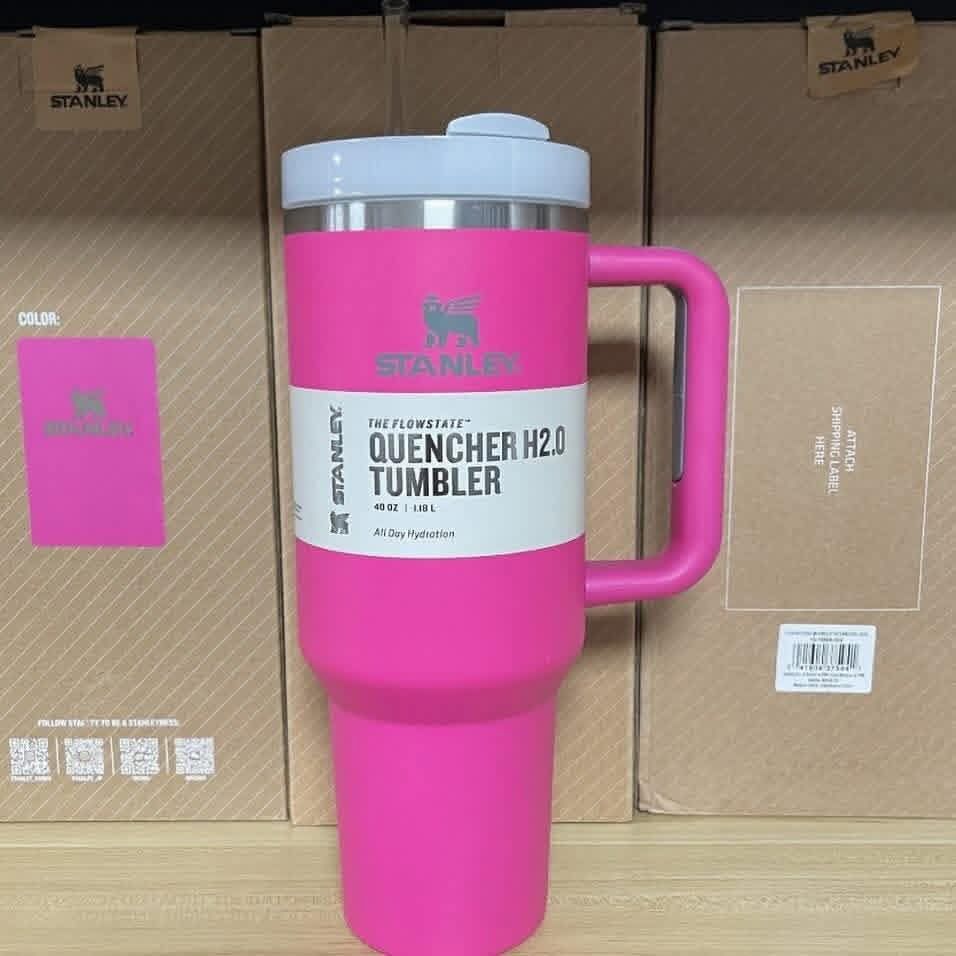 STANLEY
STANLEY
COLOR:
STANLEY
STANLEY
STANLEY
THE FLOWSTATE™
QUENCHER H2.0
TUMBLER
40 OZ | 1.18 L
All Day Hydration
ATTACH
SHIPPING LABEL
HERE